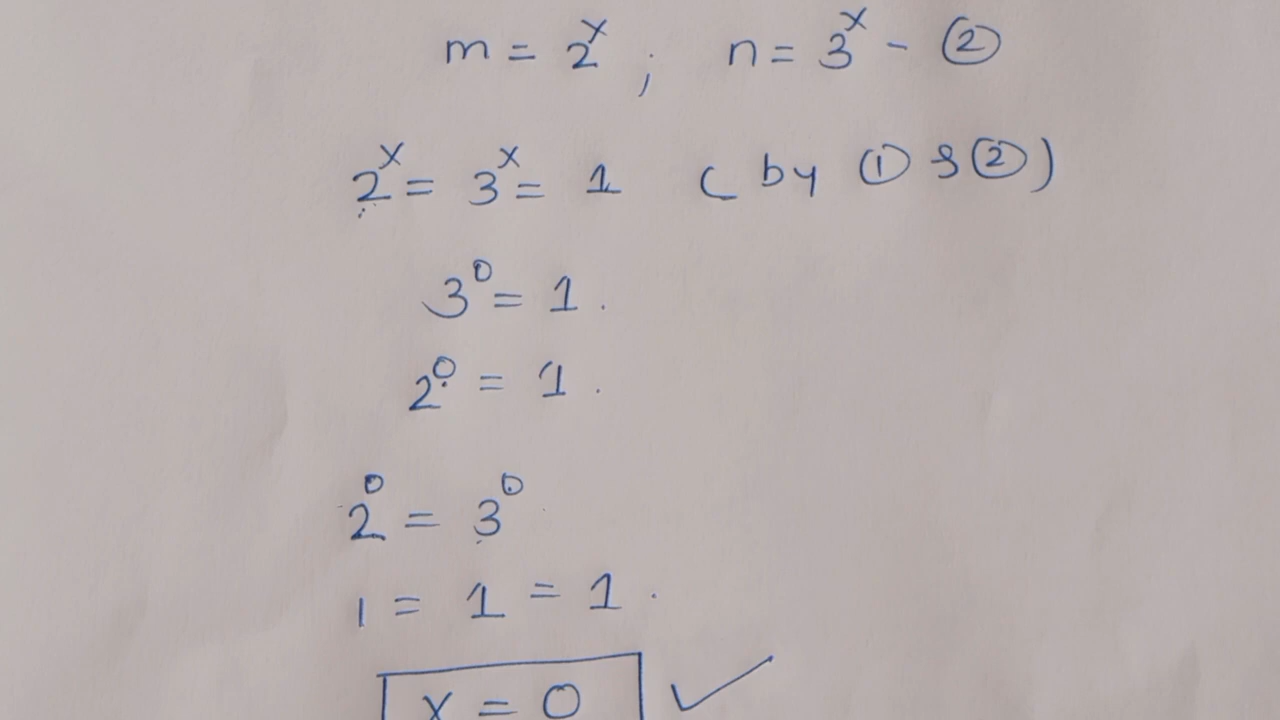 m = 2^x ; n = 3^x - ②
2^x = 3^x = 1 ( by ① & ② )
3^0 = 1 .
2^0 = 1 .
2^0 = 3^0
1 = 1 = 1 .
x = 0 ✓